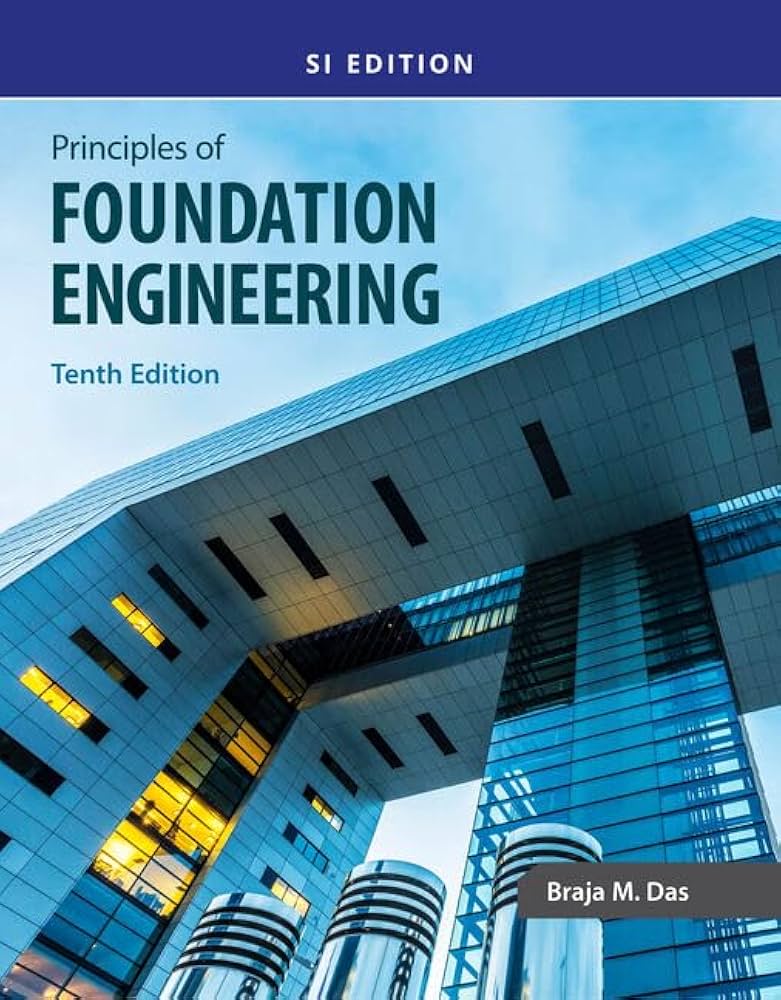 SI EDITION
Principles of
FOUNDATION
ENGINEERING
Tenth Edition
Braja M. Das